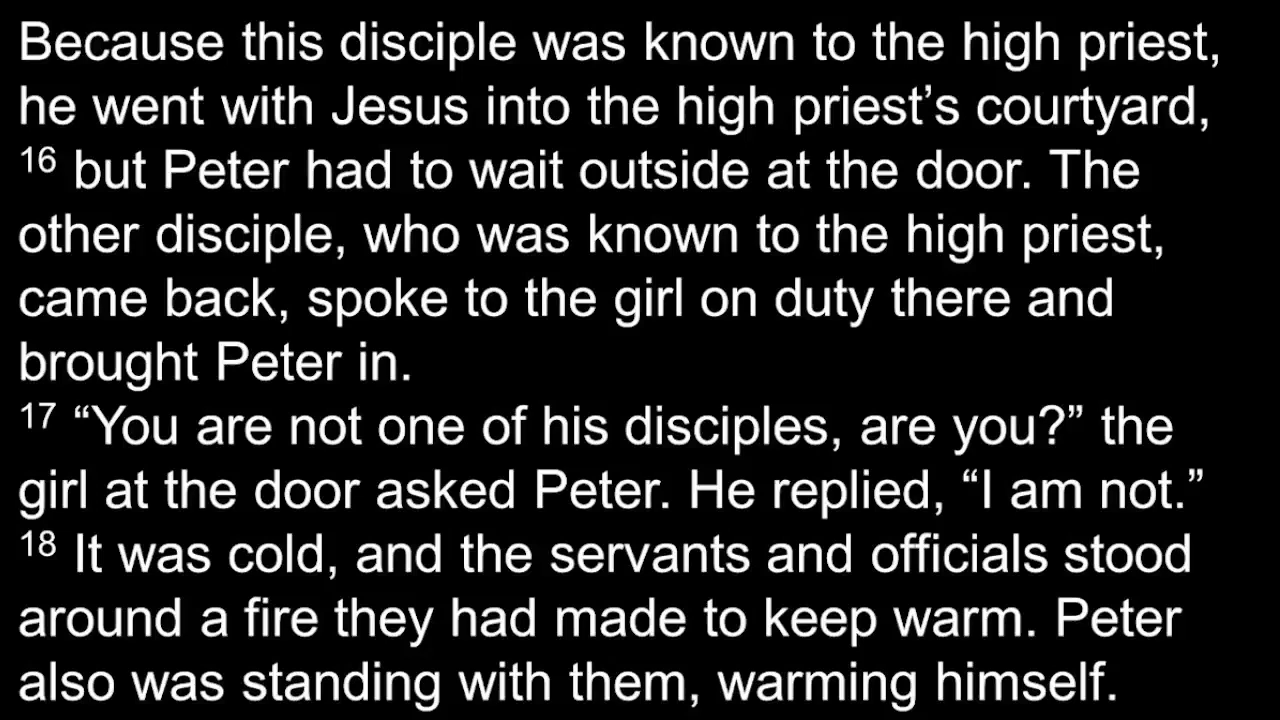 Because this disciple was known to the high priest,
he went with Jesus into the high priest’s courtyard,
16 but Peter had to wait outside at the door. The
other disciple, who was known to the high priest,
came back, spoke to the girl on duty there and
brought Peter in.
17 “You are not one of his disciples, are you?” the
girl at the door asked Peter. He replied, “I am not.”
18 It was cold, and the servants and officials stood
around a fire they had made to keep warm. Peter
also was standing with them, warming himself.